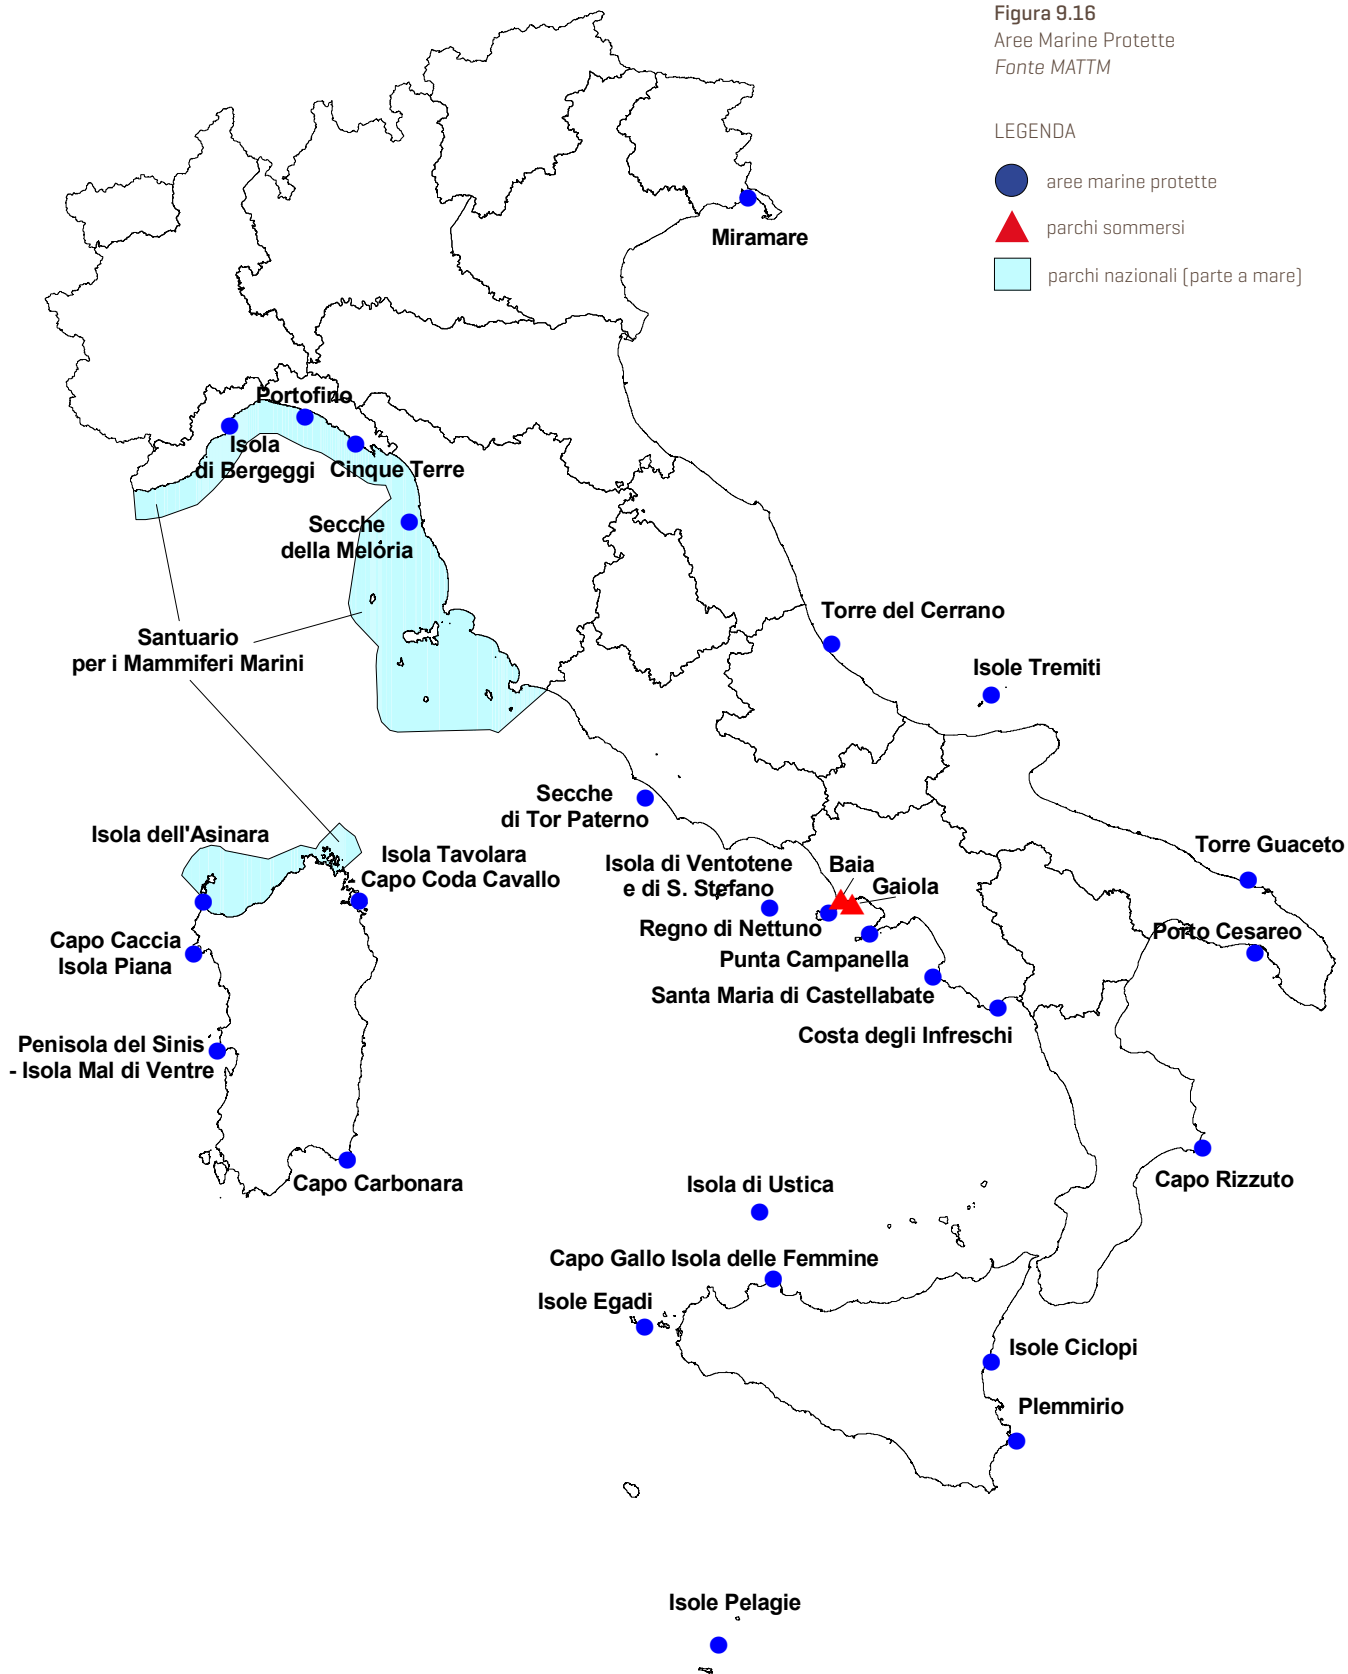 Figura 9.16
Aree Marine Protette
Fonte MATTM
LEGENDA
aree marine protette
parchi sommersi
parchi nazionali (parte a mare)
Miramare
Portofino
Isola
di Bergeggi
Cinque Terre
Secche
della Meloria
Santuario
per i Mammiferi Marini
Torre del Cerrano
Isole Tremiti
Secche
di Tor Paterno
Isola dell'Asinara
Isola Tavolara
Capo Coda Cavallo
Isola di Ventotene
e di S. Stefano
Baia
Gaiola
Torre Guaceto
Regno di Nettuno
Porto Cesareo
Capo Caccia
Isola Piana
Punta Campanella
Santa Maria di Castellabate
Costa degli Infreschi
Penisola del Sinis
- Isola Mal di Ventre
Capo Carbonara
Capo Rizzuto
Isola di Ustica
Capo Gallo Isola delle Femmine
Isole Egadi
Isole Ciclopi
Plemmirio
Isole Pelagie